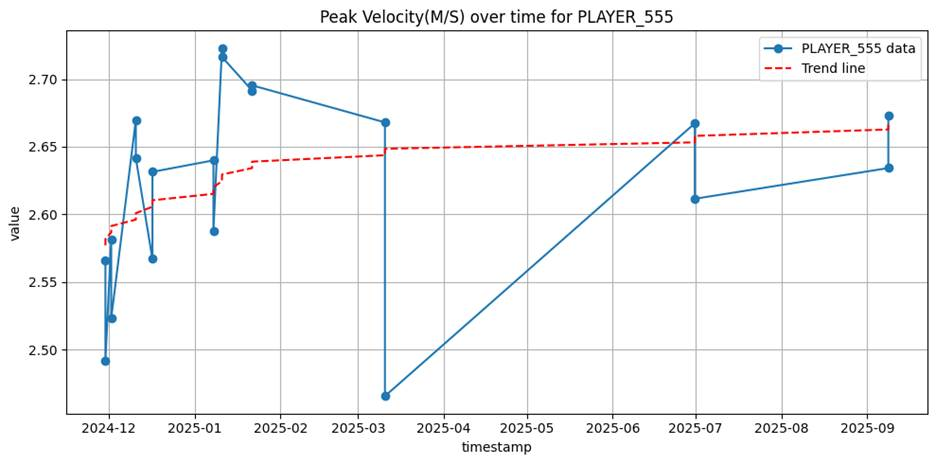 Peak Velocity(M/S) over time for PLAYER_555
PLAYER_555 data
Trend line
value
2.70
2.65
2.60
2.55
2.50
2024-12 2025-01 2025-02 2025-03 2025-04 2025-05 2025-06 2025-07 2025-08 2025-09
timestamp